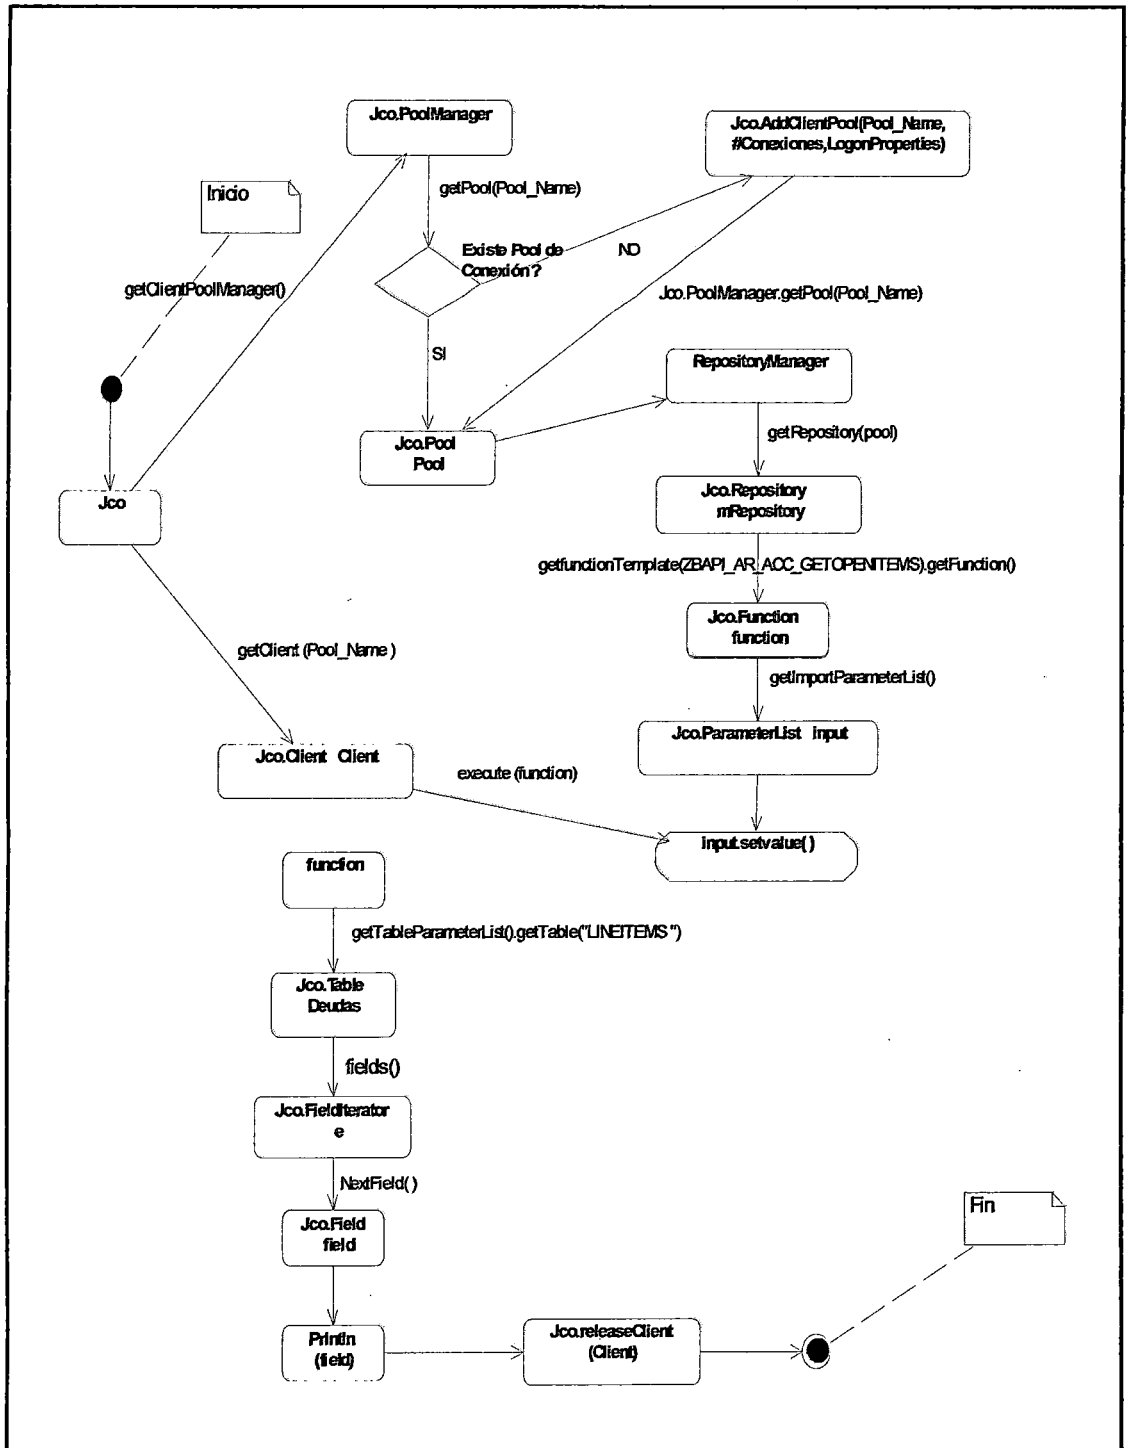 Jco.PoolManager
Jco.AddClientPool(Pool_Name,
#Conexiones,LogonProperties)
Inicio
getPool(Pool_Name)
Existe Pool de
Conexión?
NO
getClientPoolManager()
Jco.PoolManager.getPool(Pool_Name)
SI
RepositoryManager
Jco.Pool
Pool
getRepository(pool)
Jco
Jco.Repository
mRepository
getfunctionTemplate(ZBAPI_AR_ACC_GETOPENITEMS).getFunction()
Jco.Function
function
getClient (Pool_Name )
getImportParameterList()
Jco.ParameterList input
Jco.Client Client
execute (function)
input.setvalue( )
function
getTableParameterList().getTable("LINEITEMS ")
Jco.Table
Deudas
fields()
Jco.FieldIterator
e
NextField( )
Fin
Jco.Field
field
Println
(field)
Jco.releaseClient
(Client)